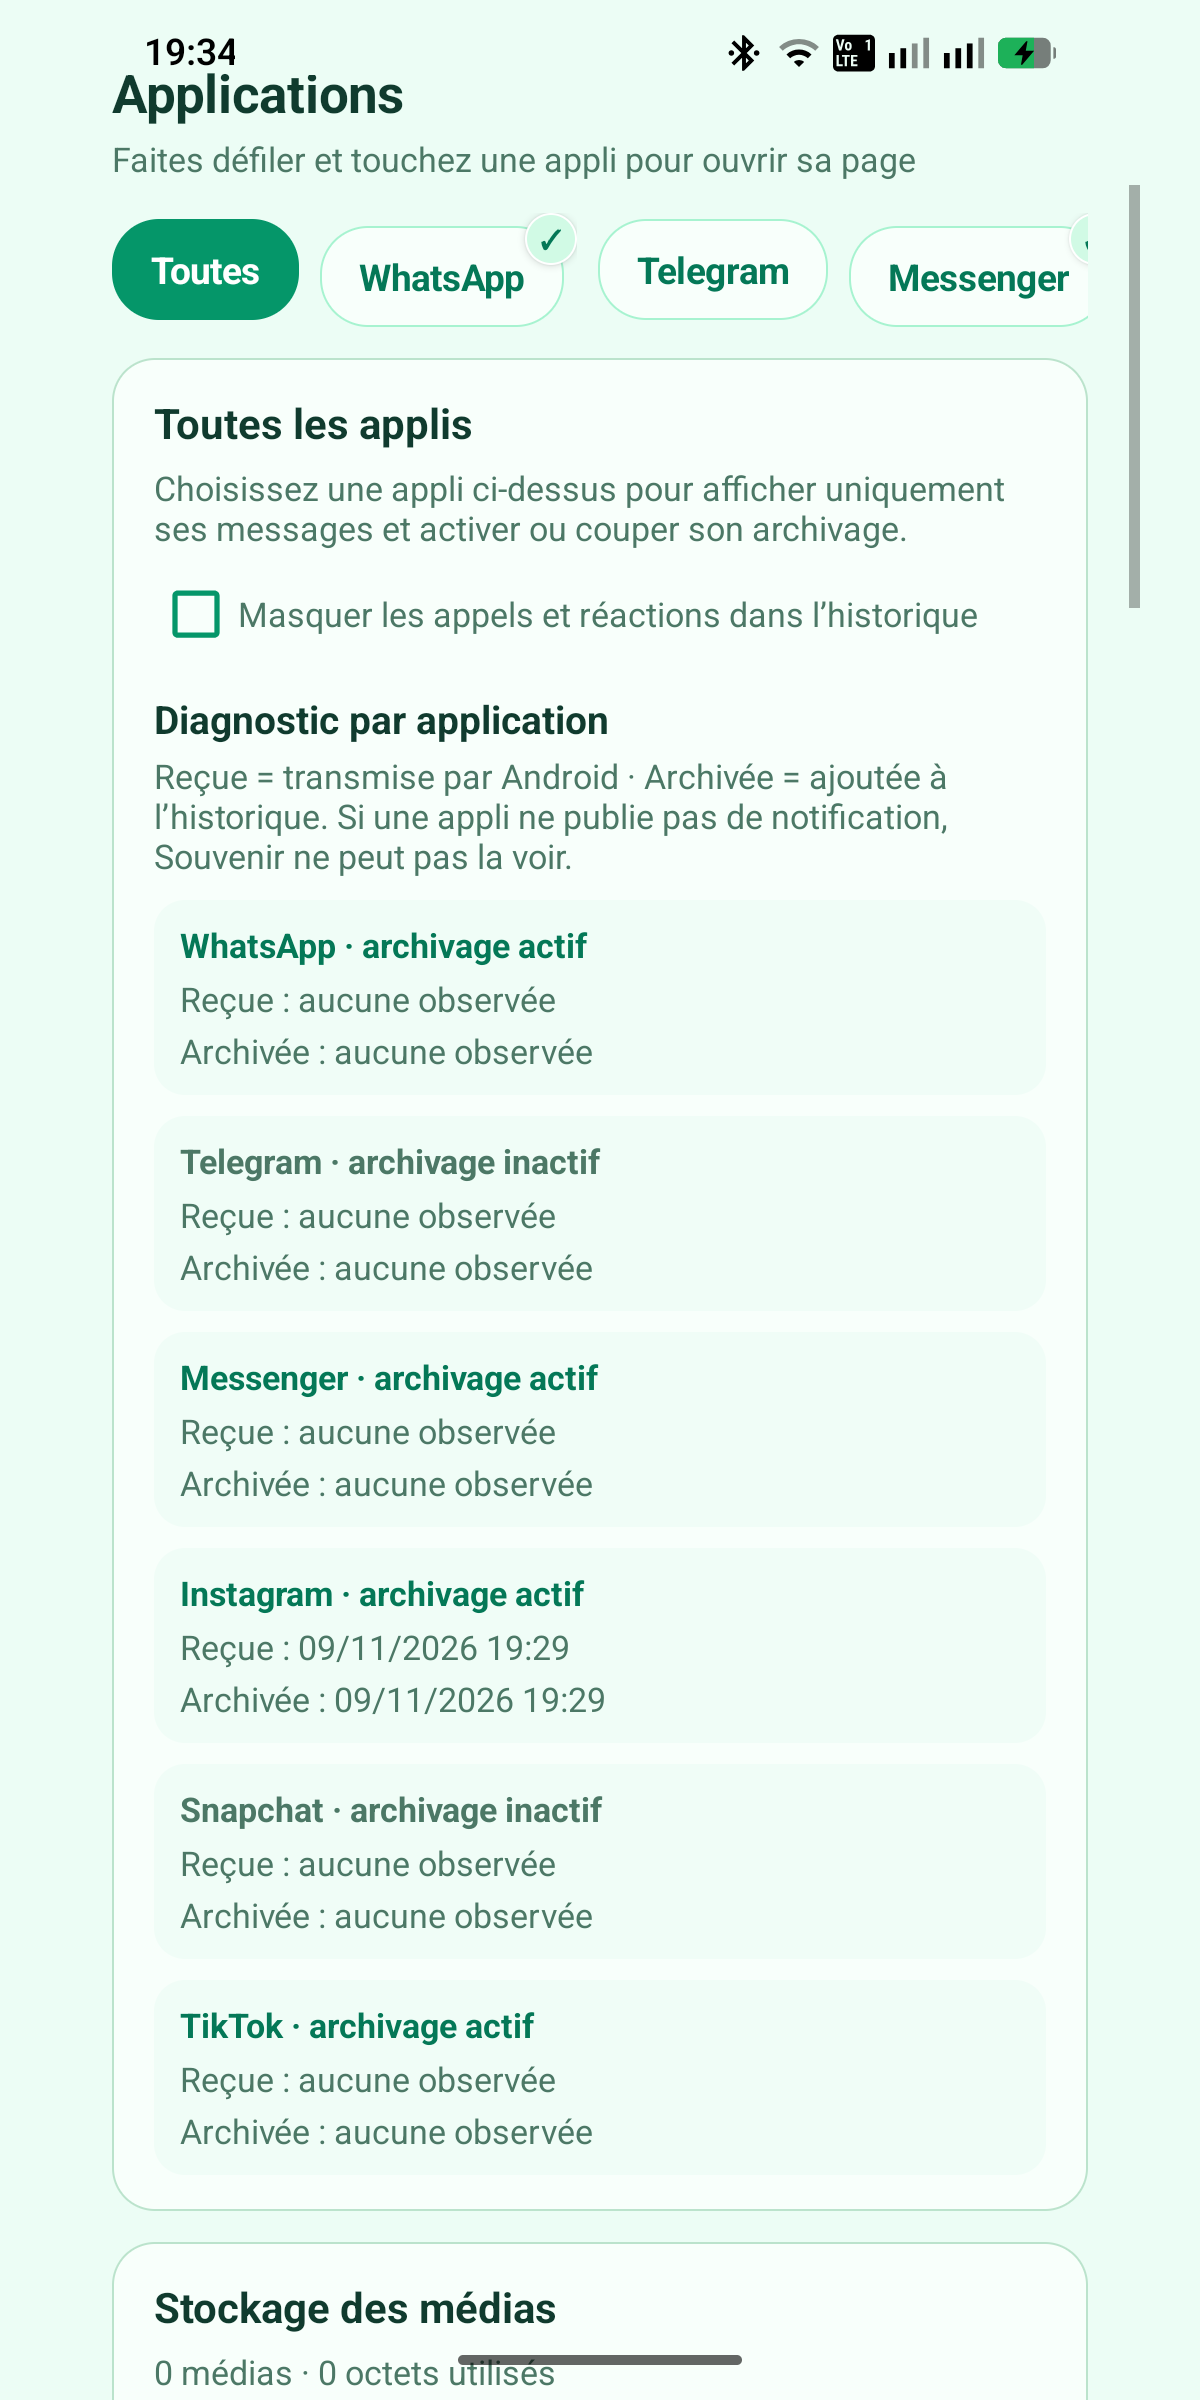 19:34
Vo 1
LTE
Applications
Faites défiler et touchez une appli pour ouvrir sa page
Toutes
WhatsApp
✓
Telegram
Messenger
Toutes les applis
Choisissez une appli ci-dessus pour afficher uniquement
ses messages et activer ou couper son archivage.
Masquer les appels et réactions dans l’historique
Diagnostic par application
Reçue = transmise par Android · Archivée = ajoutée à
l’historique. Si une appli ne publie pas de notification,
Souvenir ne peut pas la voir.
WhatsApp · archivage actif
Reçue : aucune observée
Archivée : aucune observée
Telegram · archivage inactif
Reçue : aucune observée
Archivée : aucune observée
Messenger · archivage actif
Reçue : aucune observée
Archivée : aucune observée
Instagram · archivage actif
Reçue : 09/11/2026 19:29
Archivée : 09/11/2026 19:29
Snapchat · archivage inactif
Reçue : aucune observée
Archivée : aucune observée
TikTok · archivage actif
Reçue : aucune observée
Archivée : aucune observée
Stockage des médias
0 médias · 0 octets utilisés